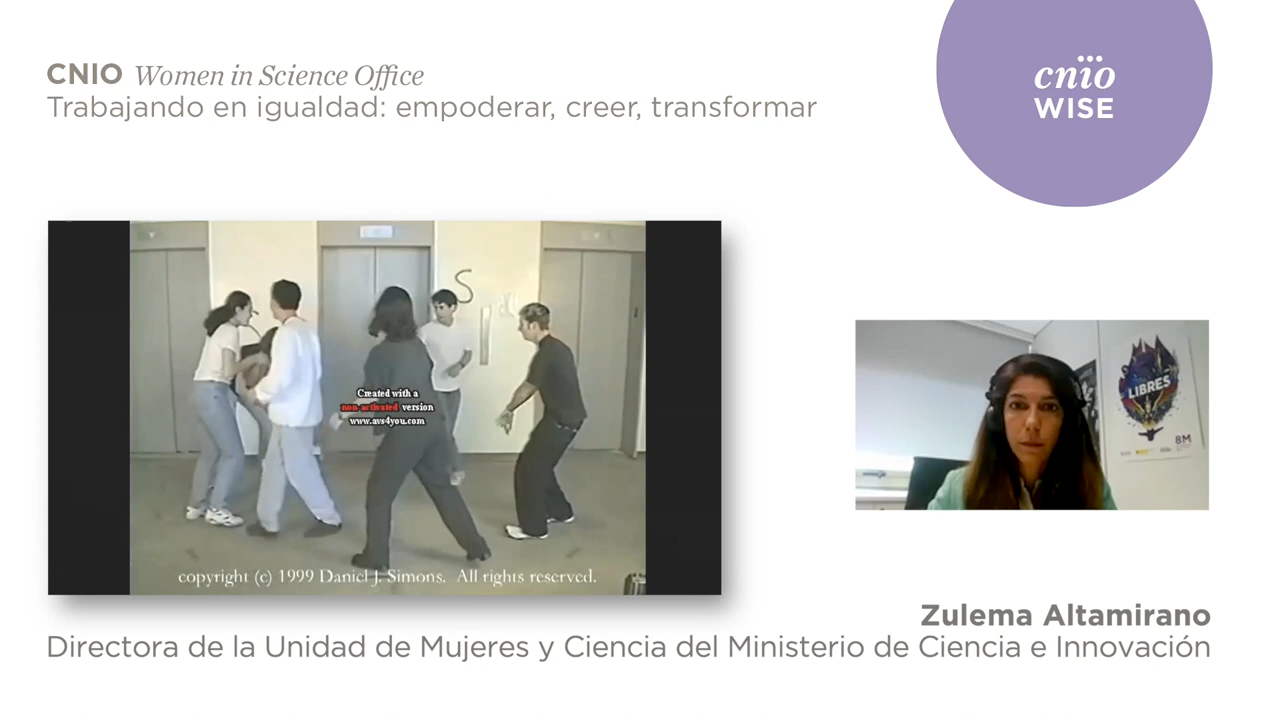 CNIO Women in Science Office
Trabajando en igualdad: empoderar, creer, transformar
cnio
WISE
S
Created with a
non-activated version
www.avs4you.com
copyright (c) 1999 Daniel J. Simons. All rights reserved.
LIBRES
8M
Zulema Altamirano
Directora de la Unidad de Mujeres y Ciencia del Ministerio de Ciencia e Innovación